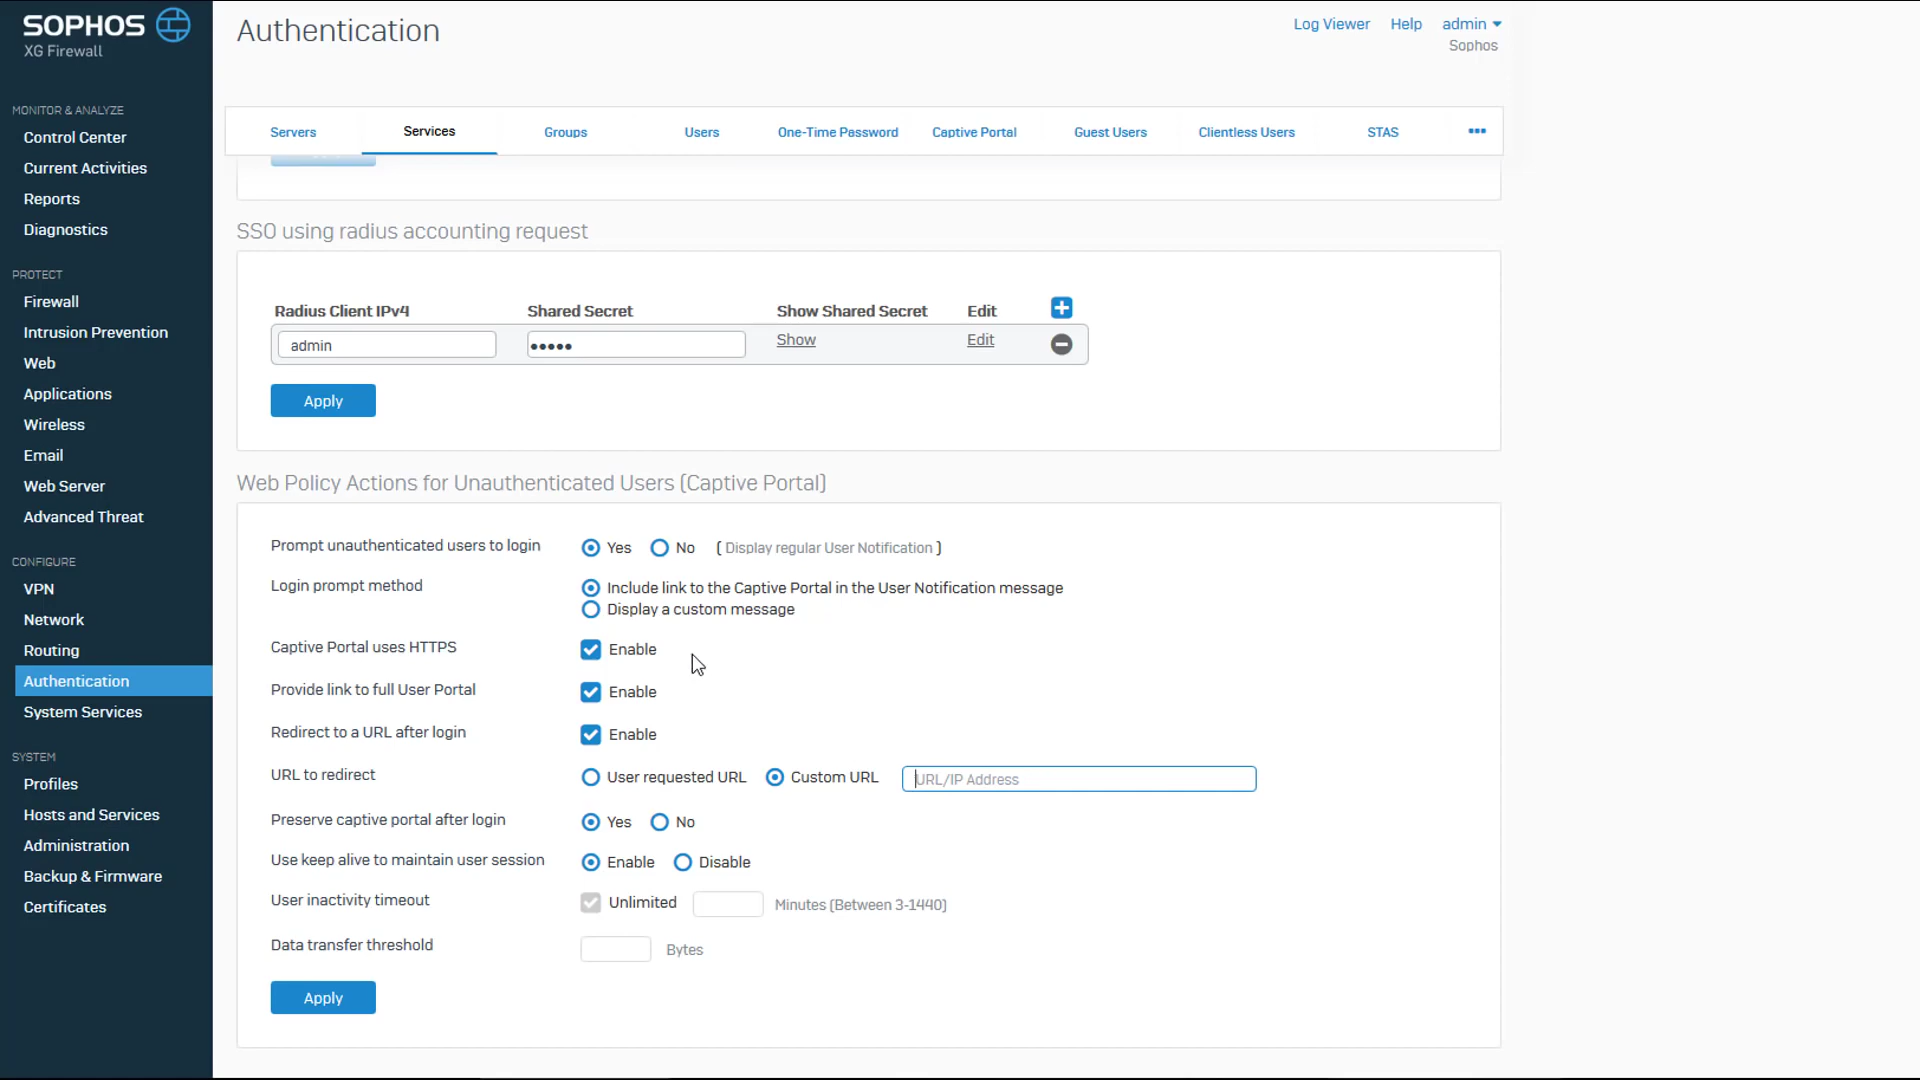 SOPHOS
XG Firewall
Authentication
Log Viewer Help admin
Sophos
MONITOR & ANALYZE
Control Center
Current Activities
Reports
Diagnostics
PROTECT
Firewall
Intrusion Prevention
Web
Applications
Wireless
Email
Web Server
Advanced Threat
CONFIGURE
VPN
Network
Routing
Authentication
System Services
SYSTEM
Profiles
Hosts and Services
Administration
Backup & Firmware
Certificates
Servers Services Groups Users One-Time Password Captive Portal Guest Users Clientless Users STAS
SSO using radius accounting request
Radius Client IPv4 Shared Secret Show Shared Secret Edit
admin ••••• Show Edit
Apply
Web Policy Actions for Unauthenticated Users (Captive Portal)
Prompt unauthenticated users to login Yes No ( Display regular User Notification )
Login prompt method Include link to the Captive Portal in the User Notification message
Display a custom message
Captive Portal uses HTTPS Enable
Provide link to full User Portal Enable
Redirect to a URL after login Enable
URL to redirect User requested URL Custom URL URL/IP Address
Preserve captive portal after login Yes No
Use keep alive to maintain user session Enable Disable
User inactivity timeout Unlimited Minutes (Between 3-1440)
Data transfer threshold Bytes
Apply